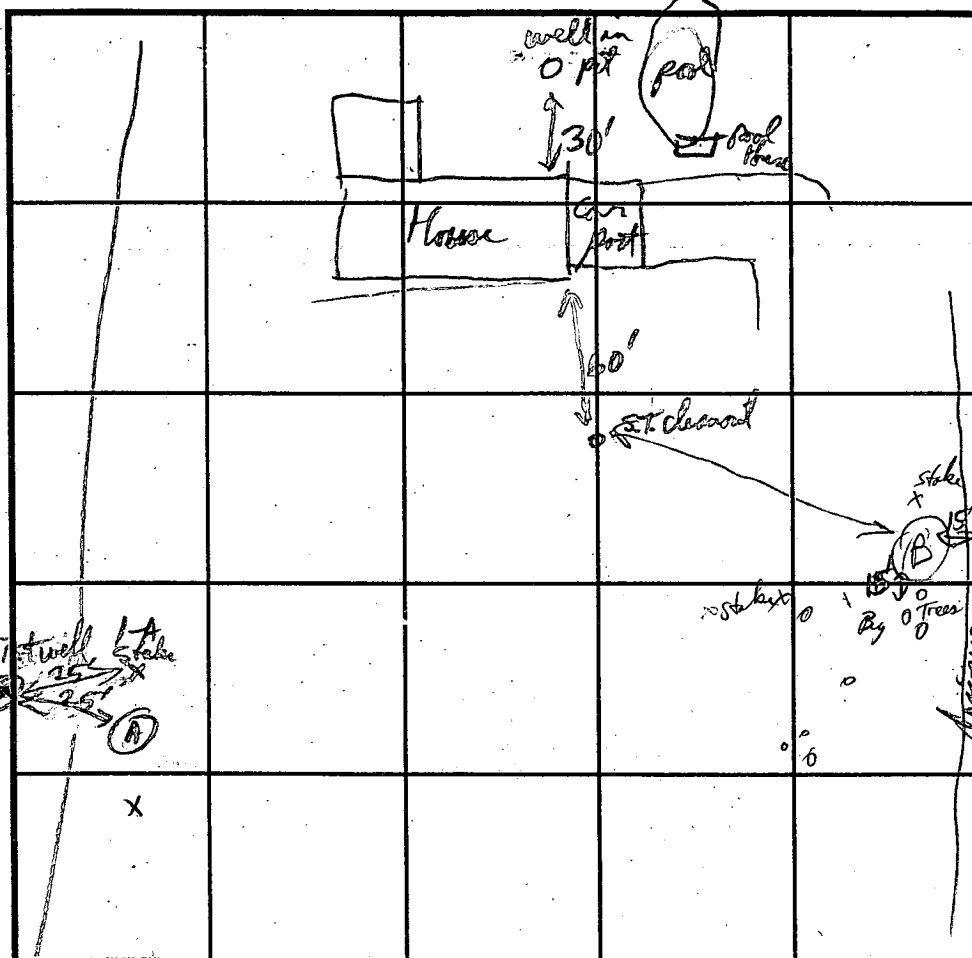 well in
pit
pool
30'
pool
House
Car
Port
60'
S.T. cleanout
stake
B
15'
stake x
Big
Trees
well
Stake
25'
25'
A
x